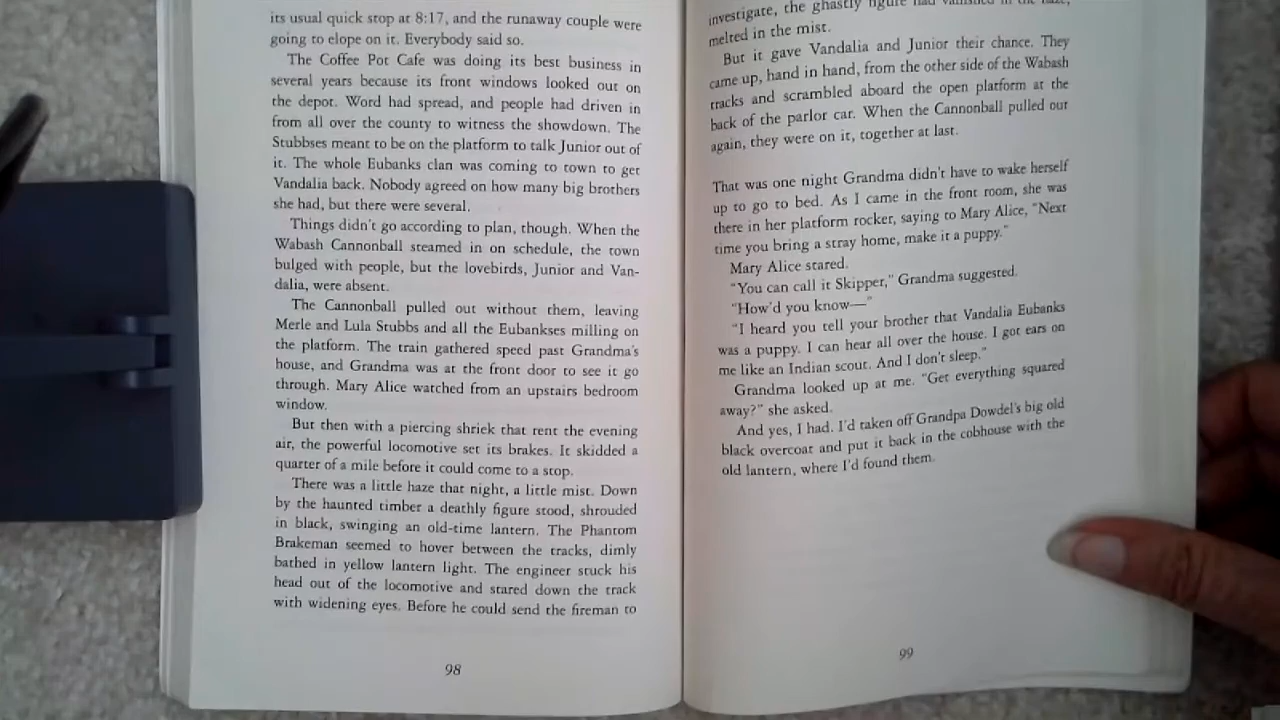 its usual quick stop at 8:17, and the runaway couple were
going to elope on it. Everybody said so.
The Coffee Pot Cafe was doing its best business in
several years because its front windows looked out on
the depot. Word had spread, and people had driven in
from all over the county to witness the showdown. The
Stubbses meant to be on the platform to talk Junior out of
it. The whole Eubanks clan was coming to town to get
Vandalia back. Nobody agreed on how many big brothers
she had, but there were several.
Things didn't go according to plan, though. When the
Wabash Cannonball steamed in on schedule, the town
bulged with people, but the lovebirds, Junior and Van-
dalia, were absent.
The Cannonball pulled out without them, leaving
Merle and Lula Stubbs and all the Eubankses milling on
the platform. The train gathered speed past Grandma's
house, and Grandma was at the front door to see it go
through. Mary Alice watched from an upstairs bedroom
window.
But then with a piercing shriek that rent the evening
air, the powerful locomotive set its brakes. It skidded a
quarter of a mile before it could come to a stop.
There was a little haze that night, a little mist. Down
by the haunted timber a deathly figure stood, shrouded
in black, swinging an old-time lantern. The Phantom
Brakeman seemed to hover between the tracks, dimly
bathed in yellow lantern light. The engineer stuck his
head out of the locomotive and stared down the track
with widening eyes. Before he could send the fireman to
98
investigate, the ghastly figure had vanished in the haze,
melted in the mist.
But it gave Vandalia and Junior their chance. They
came up, hand in hand, from the other side of the Wabash
tracks and scrambled aboard the open platform at the
back of the parlor car. When the Cannonball pulled out
again, they were on it, together at last.
That was one night Grandma didn't have to wake herself
up to go to bed. As I came in the front room, she was
there in her platform rocker, saying to Mary Alice, "Next
time you bring a stray home, make it a puppy."
Mary Alice stared.
"You can call it Skipper," Grandma suggested.
"How'd you know—"
"I heard you tell your brother that Vandalia Eubanks
was a puppy. I can hear all over the house. I got ears on
me like an Indian scout. And I don't sleep."
Grandma looked up at me. "Get everything squared
away?" she asked.
And yes, I had. I'd taken off Grandpa Dowdel's big old
black overcoat and put it back in the cobhouse with the
old lantern, where I'd found them.
99